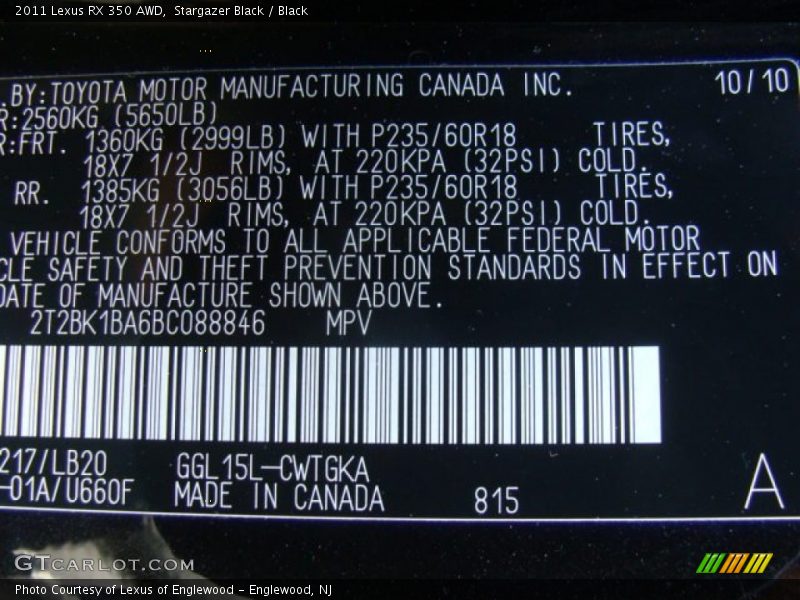 2011 Lexus RX 350 AWD, Stargazer Black / Black
.BY:TOYOTA MOTOR MANUFACTURING CANADA INC. 10/10
R:2560KG (5650LB)
R:FRT. 1360KG (2999LB) WITH P235/60R18 TIRES,
18X7 1/2J RIMS, AT 220KPA (32PSI) COLD.
RR. 1385KG (3056LB) WITH P235/60R18 TIRES,
18X7 1/2J RIMS, AT 220KPA (32PSI) COLD.
VEHICLE CONFORMS TO ALL APPLICABLE FEDERAL MOTOR
CLE SAFETY AND THEFT PREVENTION STANDARDS IN EFFECT ON
DATE OF MANUFACTURE SHOWN ABOVE.
2T2BK1BA6BC088846 MPV
217/LB20 GGL15L-CWTGKA
-01A/U660F MADE IN CANADA 815 A
GTCARLOT.COM
Photo Courtesy of Lexus of Englewood - Englewood, NJ